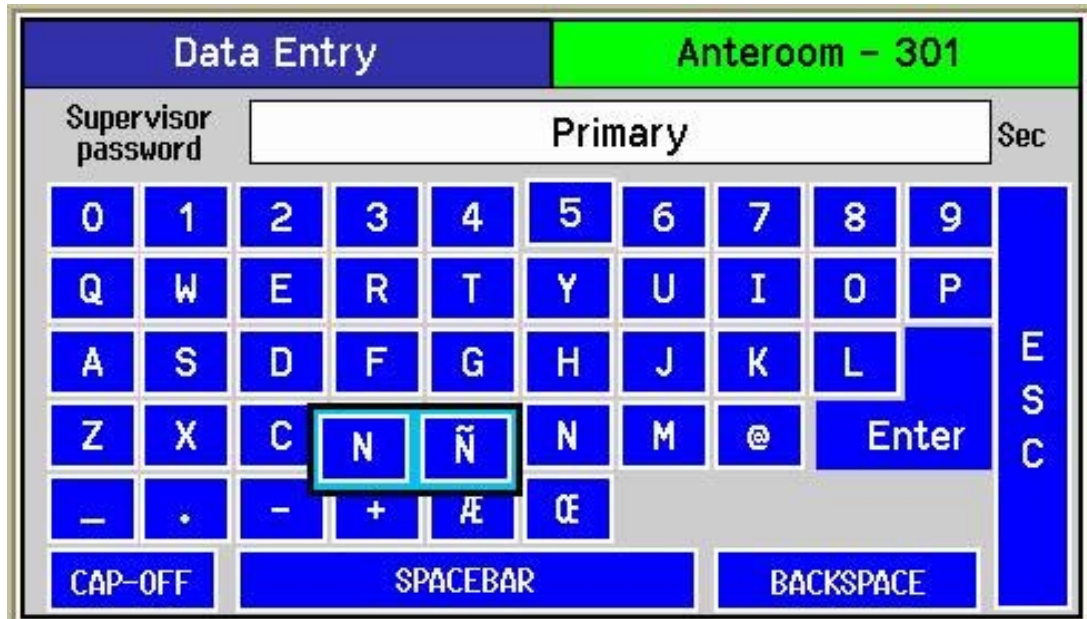 Data Entry Anteroom - 301
Supervisor password Primary Sec
0 1 2 3 4 5 6 7 8 9
Q W E R T Y U I O P
A S D F G H J K L
Z X C N Ñ N M @ Enter
_ . - + Æ Œ
ESC
CAP-OFF SPACEBAR BACKSPACE